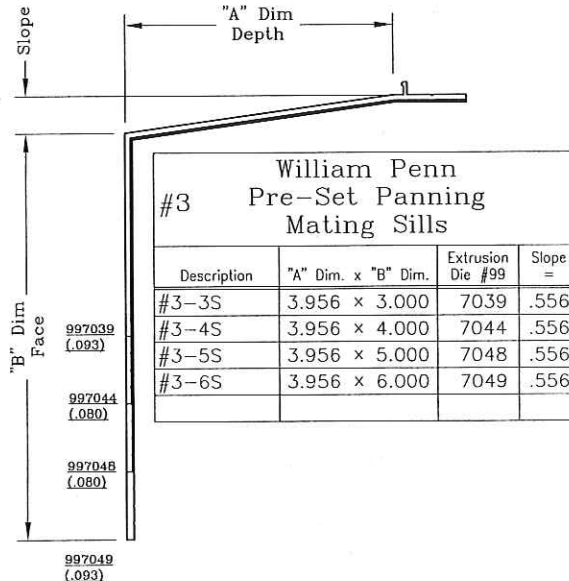 "A" Dim
Depth
Slope
"B" Dim
Face
William Penn
#3 Pre-Set Panning
Mating Sills
Description "A" Dim. x "B" Dim. Extrusion Die #99 Slope =
#3-3S 3.956 × 3.000 7039 .556
#3-4S 3.956 × 4.000 7044 .556
#3-5S 3.956 × 5.000 7048 .556
#3-6S 3.956 × 6.000 7049 .556
997039
(.093)
997044
(.080)
997048
(.080)
997049
(.093)